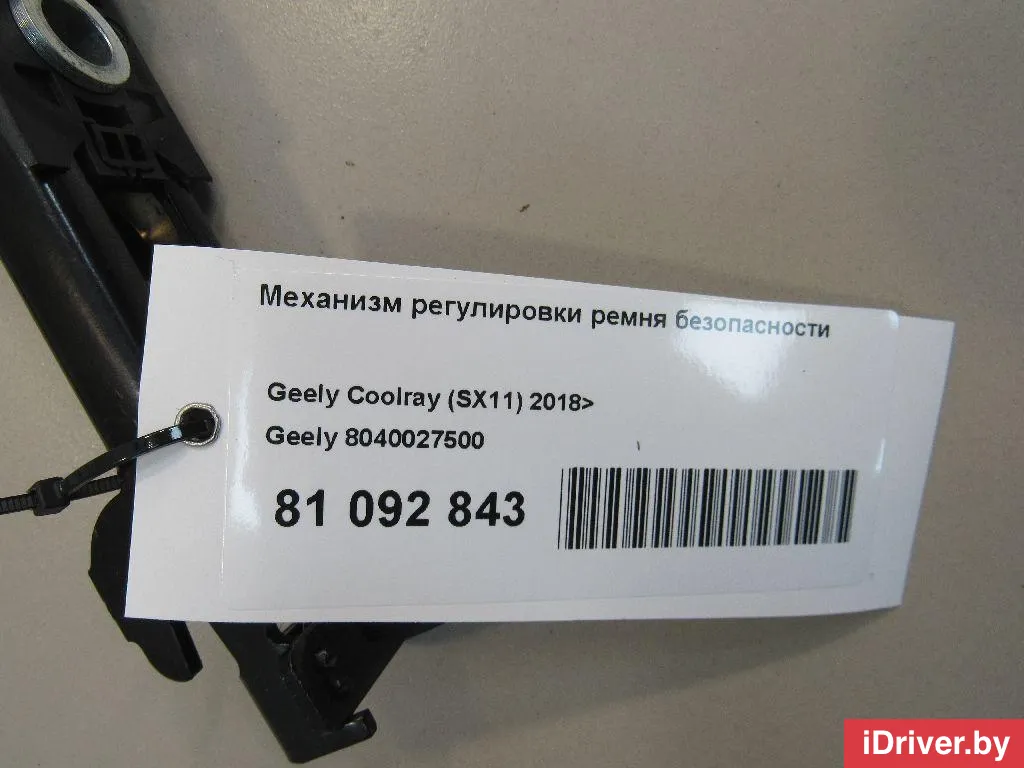 Механизм регулировки ремня безопасности
Geely Coolray (SX11) 2018>
Geely 8040027500
81 092 843
iDriver.by